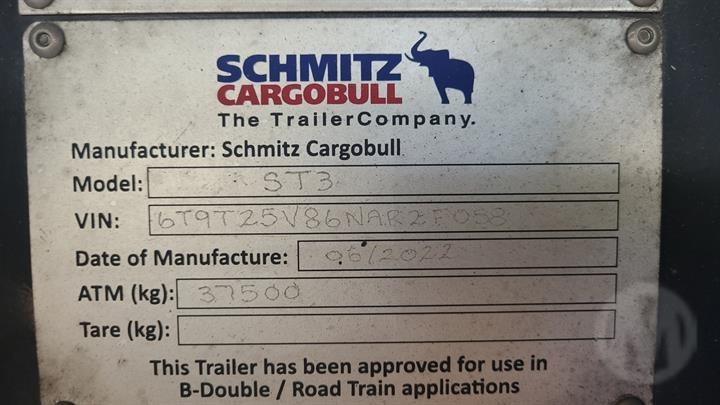 SCHMITZ
CARGOBULL
The TrailerCompany.
Manufacturer: Schmitz Cargobull
Model: ST3
VIN: 6T9T25V86NAR2F058
Date of Manufacture: 06/2022
ATM (kg): 37500
Tare (kg):
This Trailer has been approved for use in
B-Double / Road Train applications